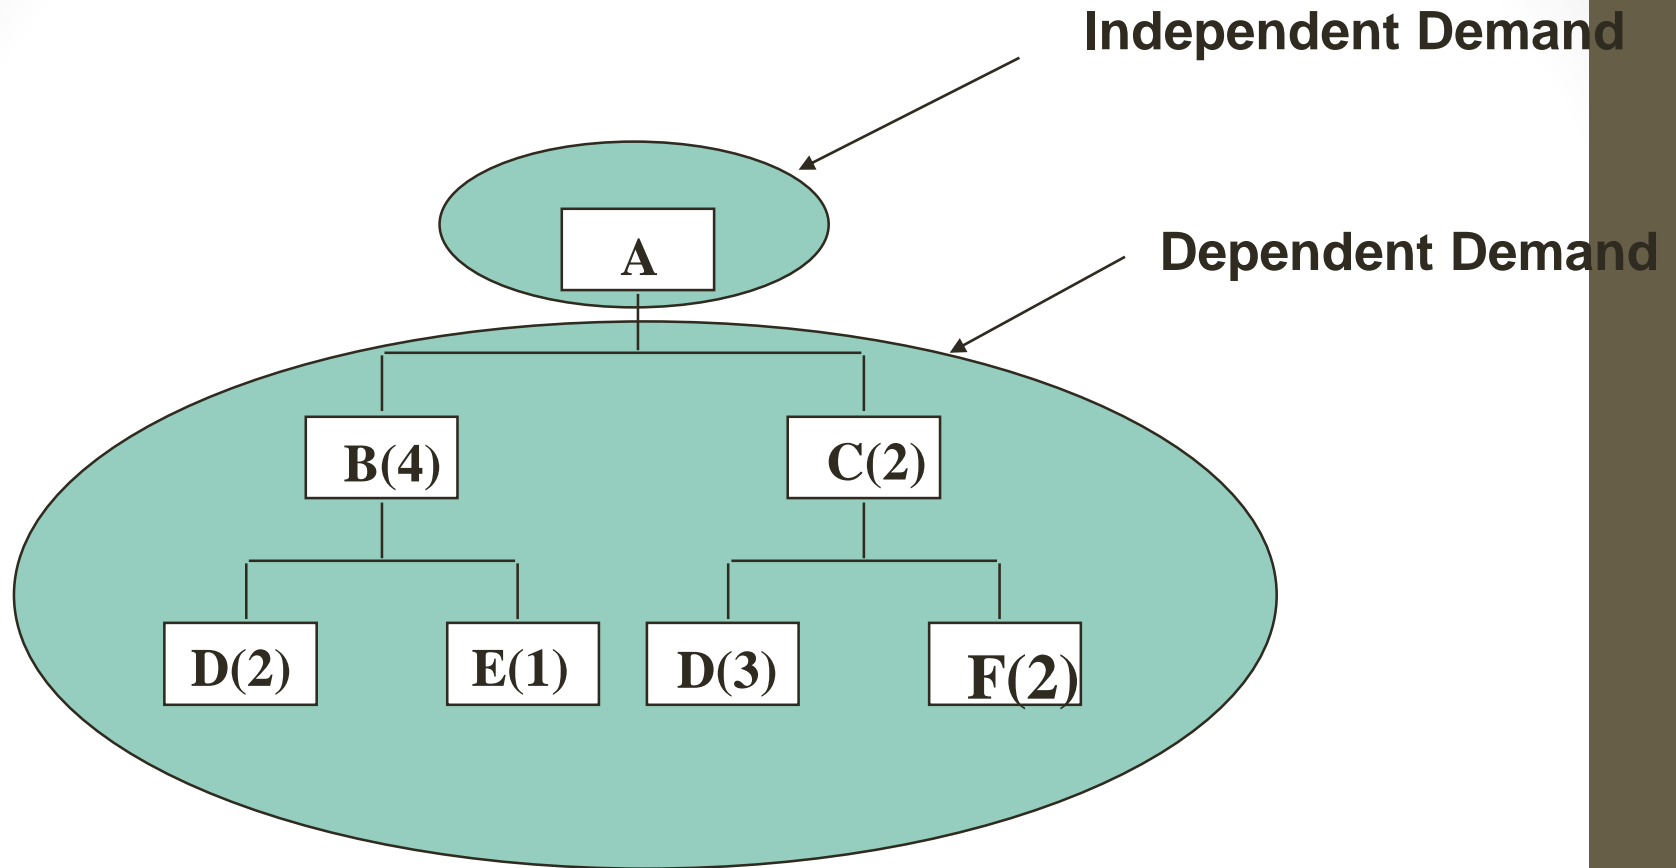 Independent Demand
A
Dependent Demand
B(4)
C(2)
D(2)
E(1)
D(3)
F(2)